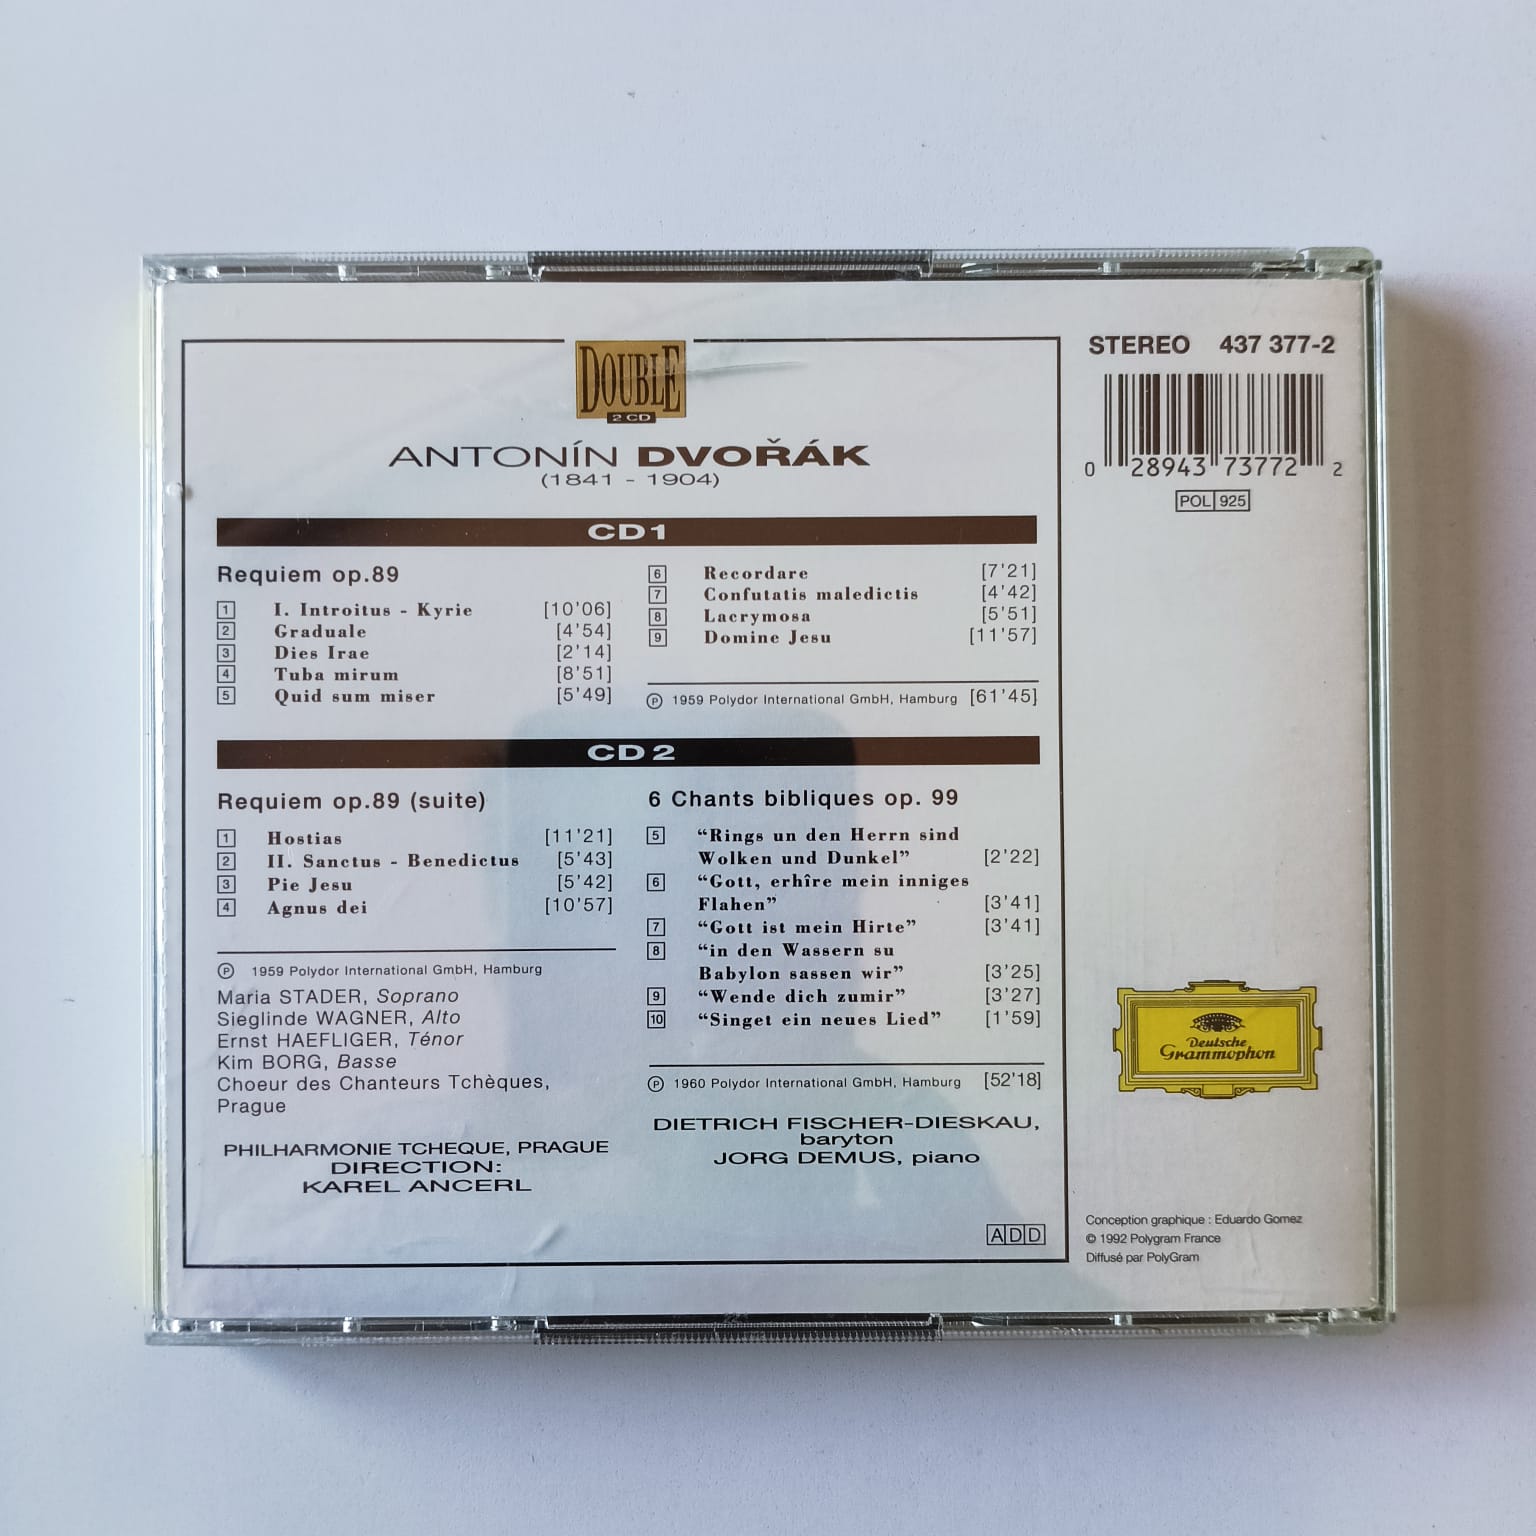 DOUBLE
2 CD
ANTONÍN DVOŘÁK
(1841 - 1904)
CD1
Requiem op.89
1 I. Introitus - Kyrie [10'06]
2 Graduale [4'54]
3 Dies Irae [2'14]
4 Tuba mirum [8'51]
5 Quid sum miser [5'49]
6 Recordare [7'21]
7 Confutatis maledictis [4'42]
8 Lacrymosa [5'51]
9 Domine Jesu [11'57]
℗ 1959 Polydor International GmbH, Hamburg [61'45]
CD2
Requiem op.89 (suite)
1 Hostias [11'21]
2 II. Sanctus - Benedictus [5'43]
3 Pie Jesu [5'42]
4 Agnus dei [10'57]
℗ 1959 Polydor International GmbH, Hamburg
Maria STADER, Soprano
Sieglinde WAGNER, Alto
Ernst HAEFLIGER, Ténor
Kim BORG, Basse
Choeur des Chanteurs Tchèques,
Prague
PHILHARMONIE TCHEQUE, PRAGUE
DIRECTION:
KAREL ANCERL
6 Chants bibliques op. 99
5 “Rings un den Herrn sind
Wolken und Dunkel” [2'22]
6 “Gott, erhîre mein inniges
Flahen” [3'41]
7 “Gott ist mein Hirte” [3'41]
8 “in den Wassern su
Babylon sassen wir” [3'25]
9 “Wende dich zumir” [3'27]
10 “Singet ein neues Lied” [1'59]
℗ 1960 Polydor International GmbH, Hamburg [52'18]
DIETRICH FISCHER-DIESKAU,
baryton
JORG DEMUS, piano
ADD
STEREO 437 377-2
0 28943 73772 2
POL 925
Deutsche
Grammophon
Conception graphique : Eduardo Gomez
© 1992 Polygram France
Diffusé par PolyGram